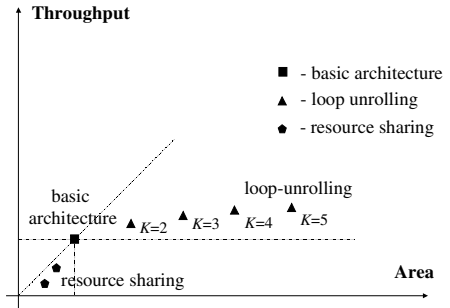 Throughput
- basic architecture
- loop unrolling
- resource sharing
basic
architecture
loop-unrolling
K=2
K=3
K=4
K=5
resource sharing
Area